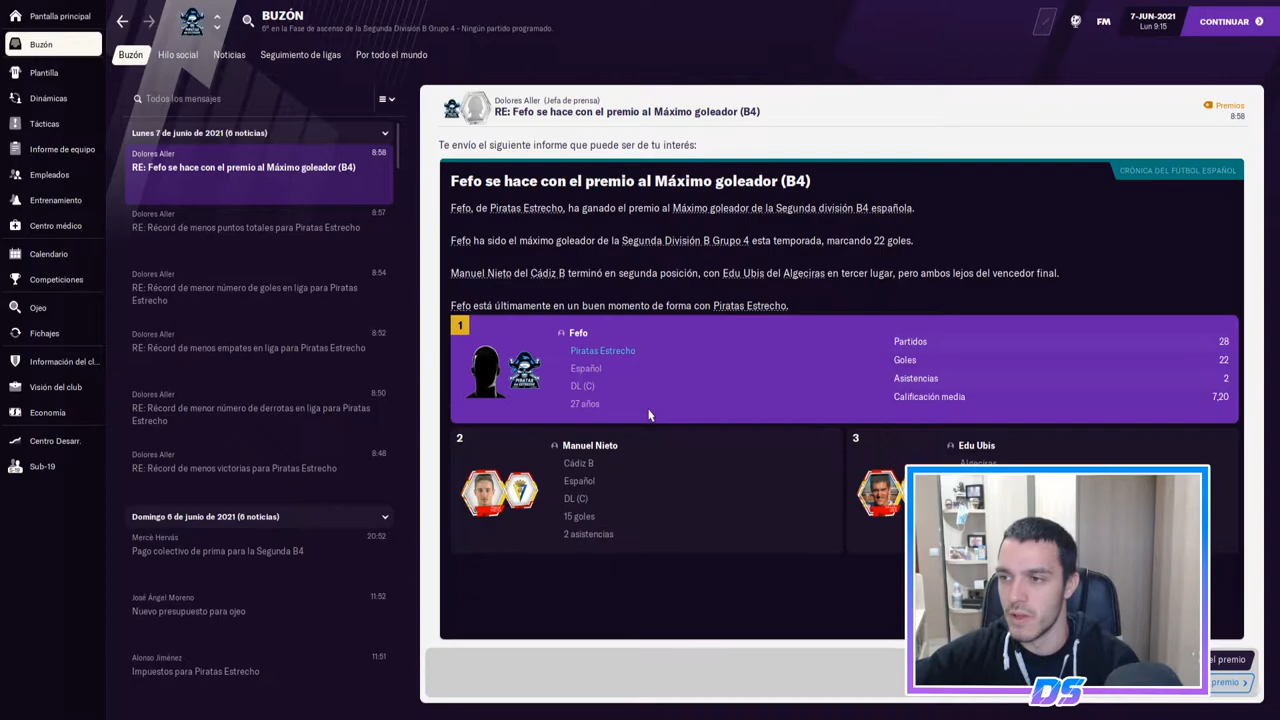 Pantalla principal
Buzón
Plantilla
Dinámicas
Tácticas
Informe de equipo
Empleados
Entrenamiento
Centro médico
Calendario
Competiciones
Ojeo
Fichajes
Información del cl...
Visión del club
Economía
Centro Desarr.
Sub-19
BUZÓN
6º en la Fase de ascenso de la Segunda División B Grupo 4 - Ningún partido programado.
FM
7-JUN-2021
Lun 9:15
CONTINUAR
Buzón
Hilo social
Noticias
Seguimiento de ligas
Por todo el mundo
Todos los mensajes
Lunes 7 de junio de 2021 (6 noticias)
Dolores Aller 8:58
RE: Fefo se hace con el premio al Máximo goleador (B4)
Dolores Aller 8:57
RE: Récord de menos puntos totales para Piratas Estrecho
Dolores Aller 8:54
RE: Récord de menor número de goles en liga para Piratas
Estrecho
Dolores Aller 8:52
RE: Récord de menos empates en liga para Piratas Estrecho
Dolores Aller 8:50
RE: Récord de menor número de derrotas en liga para Piratas
Estrecho
Dolores Aller 8:48
RE: Récord de menos victorias para Piratas Estrecho
Domingo 6 de junio de 2021 (6 noticias)
Mercè Hervás 20:52
Pago colectivo de prima para la Segunda B4
José Ángel Moreno 11:52
Nuevo presupuesto para ojeo
Alonso Jiménez 11:51
Impuestos para Piratas Estrecho
Dolores Aller (Jefa de prensa)
RE: Fefo se hace con el premio al Máximo goleador (B4)
Premios
8:58
Te envío el siguiente informe que puede ser de tu interés:
CRÓNICA DEL FÚTBOL ESPAÑOL
Fefo se hace con el premio al Máximo goleador (B4)
Fefo, de Piratas Estrecho, ha ganado el premio al Máximo goleador de la Segunda división B4 española.
Fefo ha sido el máximo goleador de la Segunda División B Grupo 4 esta temporada, marcando 22 goles.
Manuel Nieto del Cádiz B terminó en segunda posición, con Edu Ubis del Algeciras en tercer lugar, pero ambos lejos del vencedor final.
Fefo está últimamente en un buen momento de forma con Piratas Estrecho.
1
Fefo
Piratas Estrecho
Español
DL (C)
27 años
Partidos 28
Goles 22
Asistencias 2
Calificación media 7,20
2
Manuel Nieto
Cádiz B
Español
DL (C)
15 goles
2 asistencias
3
Edu Ubis
Algeciras
el premio
premio
DS